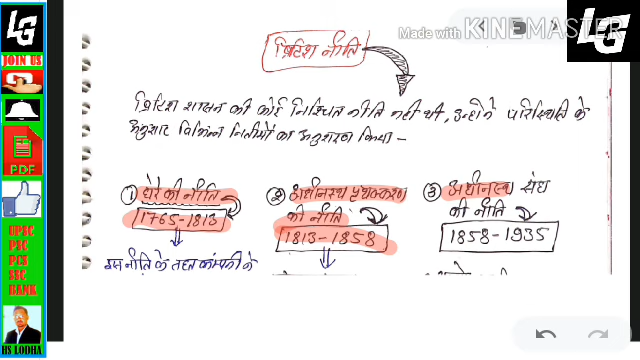 LG
Made with KINEMASTER
LG
JOIN US
PDF
UPSC
PSC
PCS
SSC
BANK
HS LODHA
ब्रिटिश नीति
ब्रिटिश शासन की कोई निश्चित नीति नहीं थी, उन्होंने परिस्थिति के
अनुसार विभिन्न नितीयों का अनुशरण किया -
① घेरे की नीति
1765-1813
इस नीति के तहत कम्पनी के
② अधीनस्थ पृथक्करण
की नीति
1813-1858
③ अधीनस्थ संघ
की नीति
1858-1935